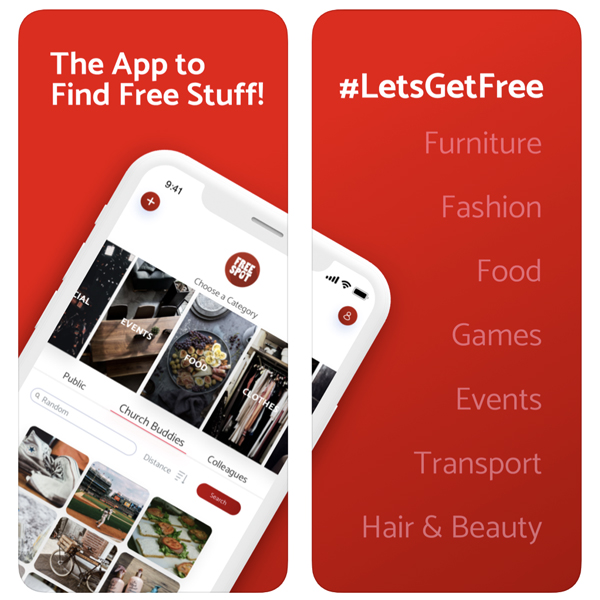 The App to
Find Free Stuff!
9:41
FREE
SPOT
Choose a Category
CIAL
EVENTS
FOOD
CLOTHES
Public
Church Buddies
Colleagues
Random
Distance
Search
#LetsGetFree
Furniture
Fashion
Food
Games
Events
Transport
Hair & Beauty